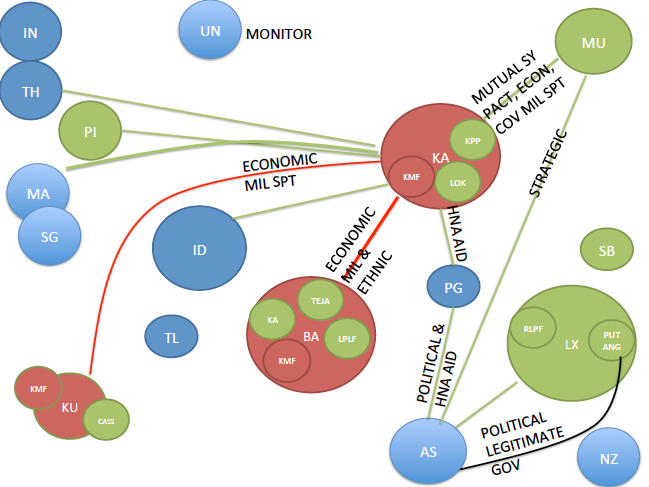 IN
UN
MONITOR
MU
TH
MUTUAL SY
PACT, ECON,
COV MIL SPT
PI
KPP
KA
ECONOMIC
MIL SPT
KMF
LOK
STRATEGIC
MA
SG
ID
HNA AID
ECONOMIC
MIL &
ETHNIC
SB
PG
TEJA
KA
BA
LPLF
KMF
TL
RLPF
LX
PUT
ANG
POLITICAL &
HNA AID
KMF
KU
CASS
POLITICAL
LEGITIMATE
GOV
AS
NZ